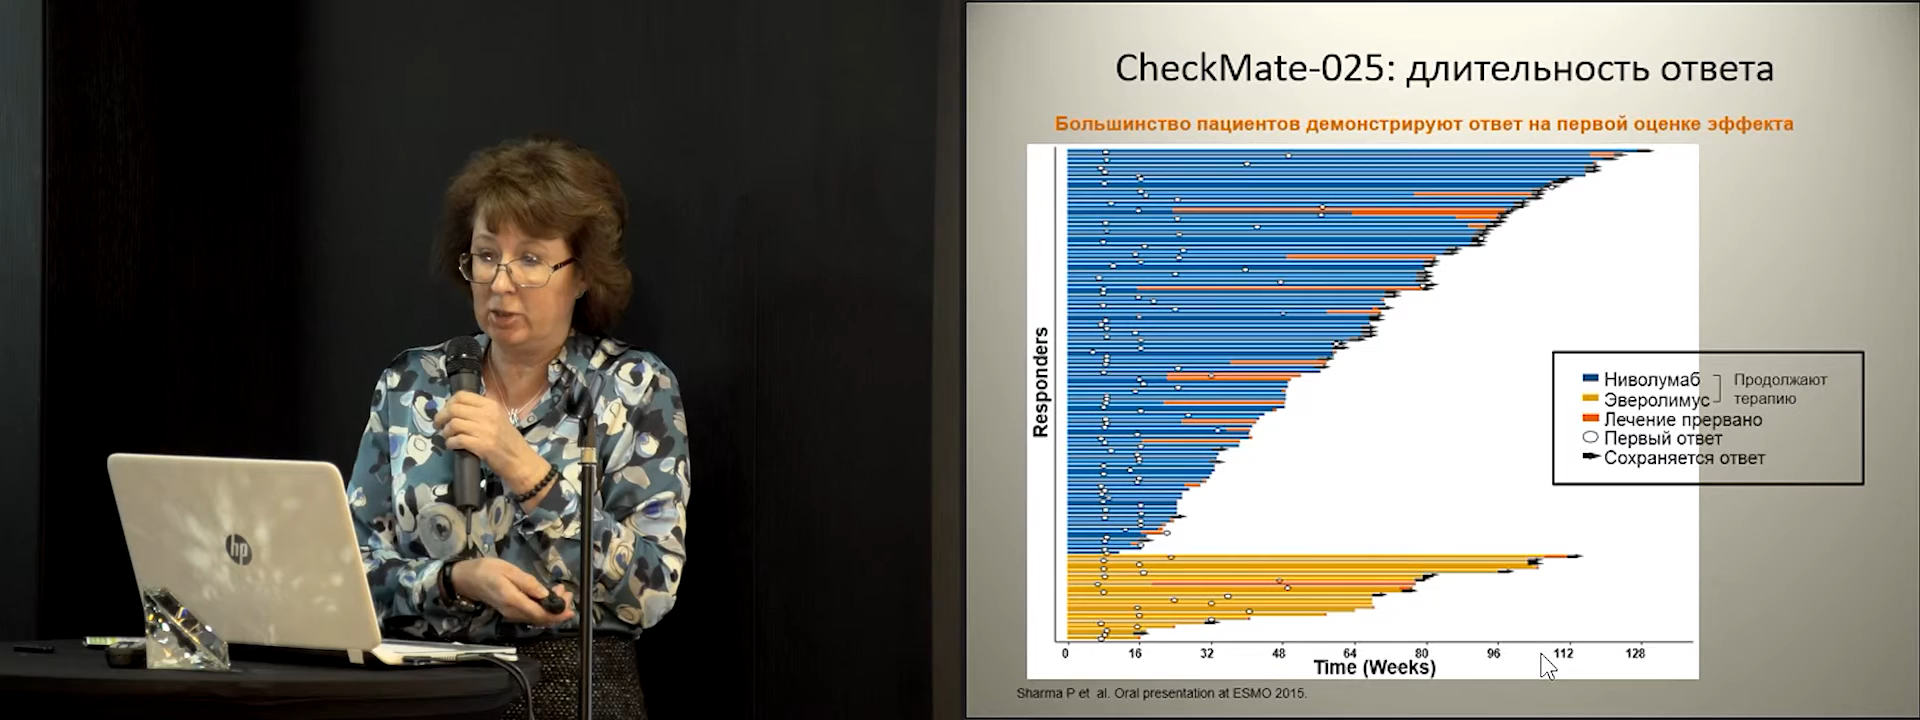 CheckMate-025: длительность ответа
Большинство пациентов демонстрируют ответ на первой оценке эффекта
Responders
Ниволумаб
Эверолимус
Продолжают
терапию
Лечение прервано
Первый ответ
Сохраняется ответ
0 16 32 48 64 80 96 112 128
Time (Weeks)
Sharma P et al. Oral presentation at ESMO 2015.
hp